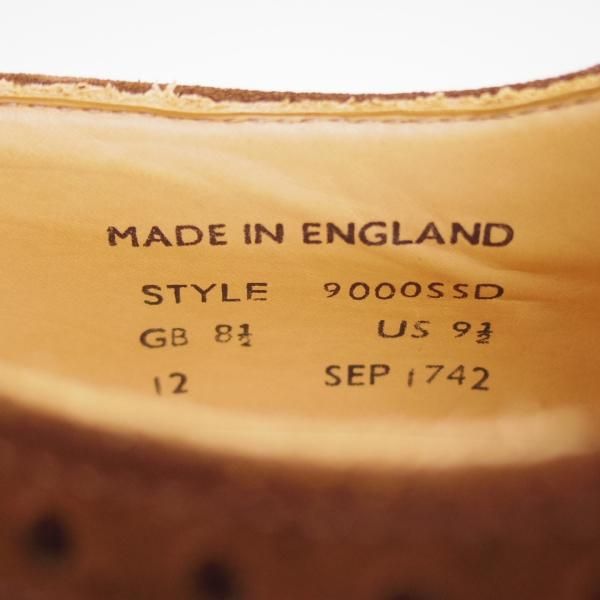 MADE IN ENGLAND
STYLE 9000SSD
GB 8½ US 9½
12 SEP 1742